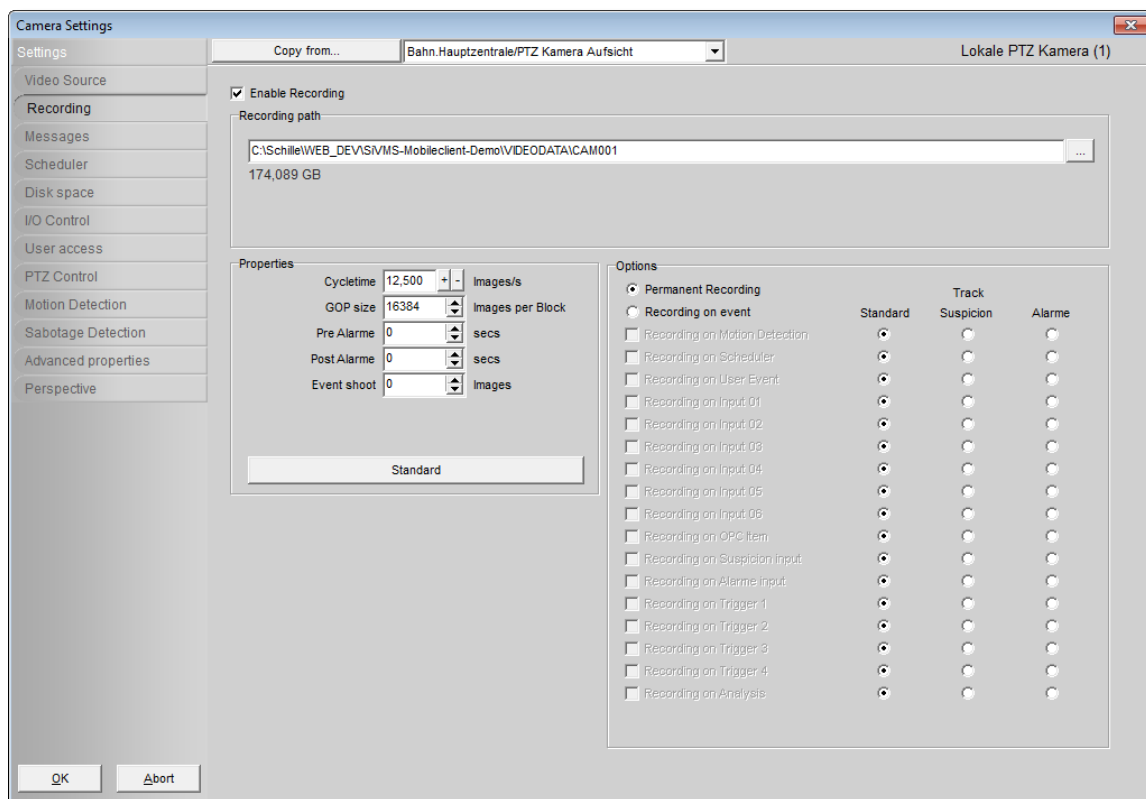 Camera Settings
Settings
Video Source
Recording
Messages
Scheduler
Disk space
I/O Control
User access
PTZ Control
Motion Detection
Sabotage Detection
Advanced properties
Perspective
OK
Abort
Copy from...
Bahn.Hauptzentrale/PTZ Kamera Aufsicht
Lokale PTZ Kamera (1)
Enable Recording
Recording path
C:\Schille\WEB_DEV\SiVMS-Mobileclient-Demo\VIDEODATA\CAM001
...
174,089 GB
Properties
Cycletime 12,500 + - Images/s
GOP size 16384 Images per Block
Pre Alarme 0 secs
Post Alarme 0 secs
Event shoot 0 Images
Standard
Options
Permanent Recording
Track
Recording on event Standard Suspicion Alarme
Recording on Motion Detection
Recording on Scheduler
Recording on User Event
Recording on Input 01
Recording on Input 02
Recording on Input 03
Recording on Input 04
Recording on Input 05
Recording on Input 06
Recording on OPC Item
Recording on Suspicion input
Recording on Alarme input
Recording on Trigger 1
Recording on Trigger 2
Recording on Trigger 3
Recording on Trigger 4
Recording on Analysis